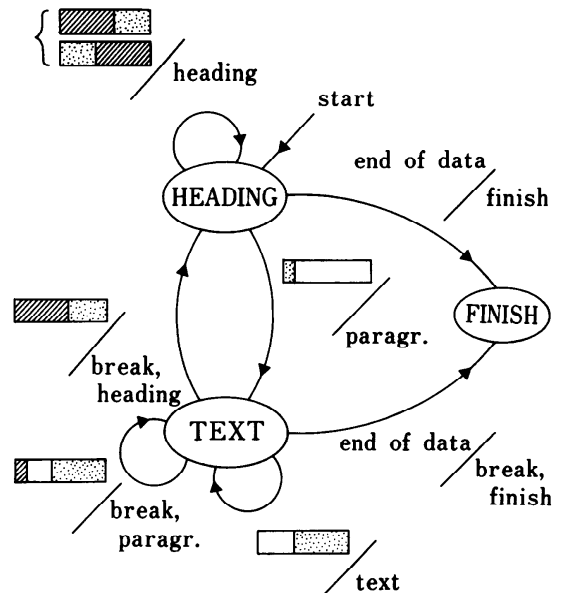 heading
start
end of data
HEADING
finish
paragr.
FINISH
break,
heading
TEXT
end of data
break,
finish
break,
paragr.
text